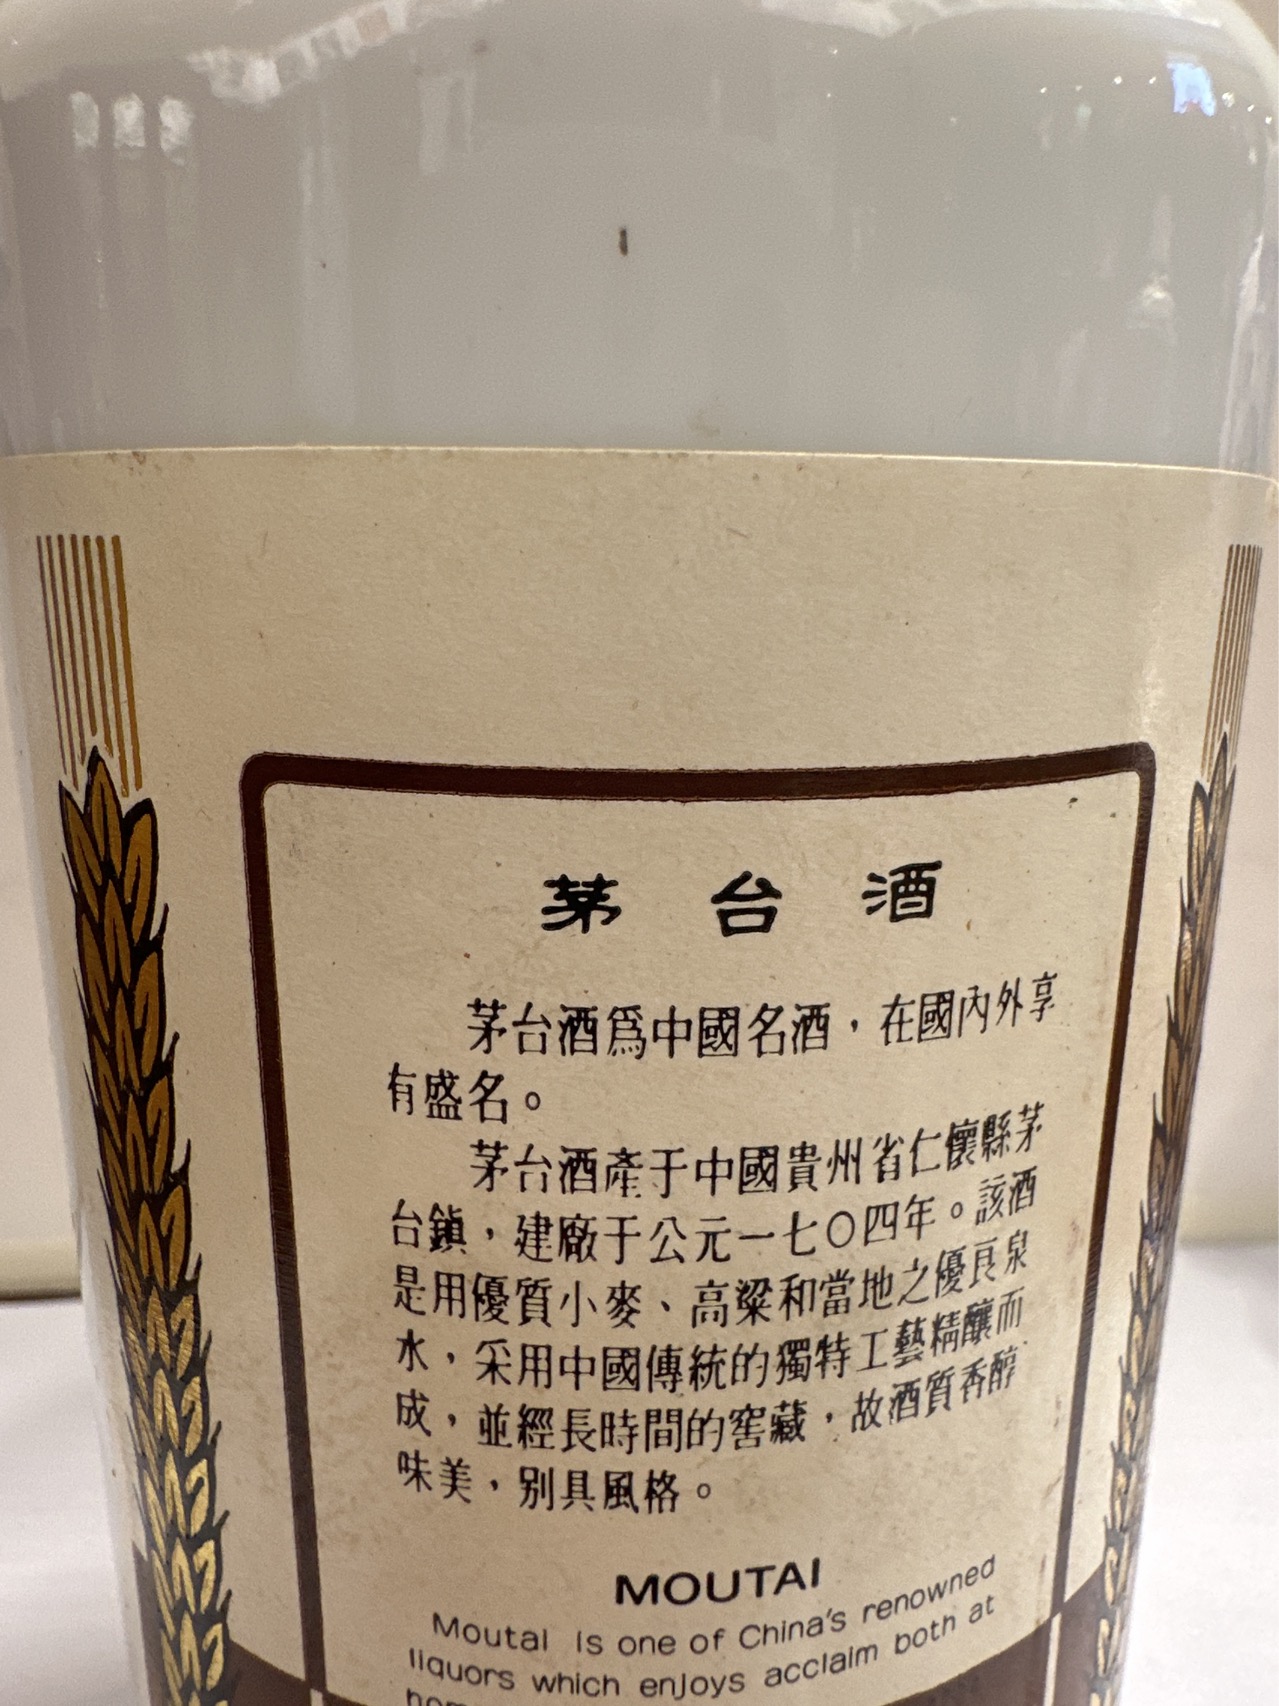 茅台酒
茅台酒爲中國名酒，在國內外享
有盛名。
茅台酒產于中國貴州省仁懷縣茅
台鎮，建廠于公元一七〇四年。該酒
是用優質小麥、高粱和當地之優良泉
水，采用中國傳統的獨特工藝精釀而
成，並經長時間的窖藏，故酒質香醇
味美，别具風格。
MOUTAI
Moutai Is one of China's renowned
liquors which enjoys acclaim both at